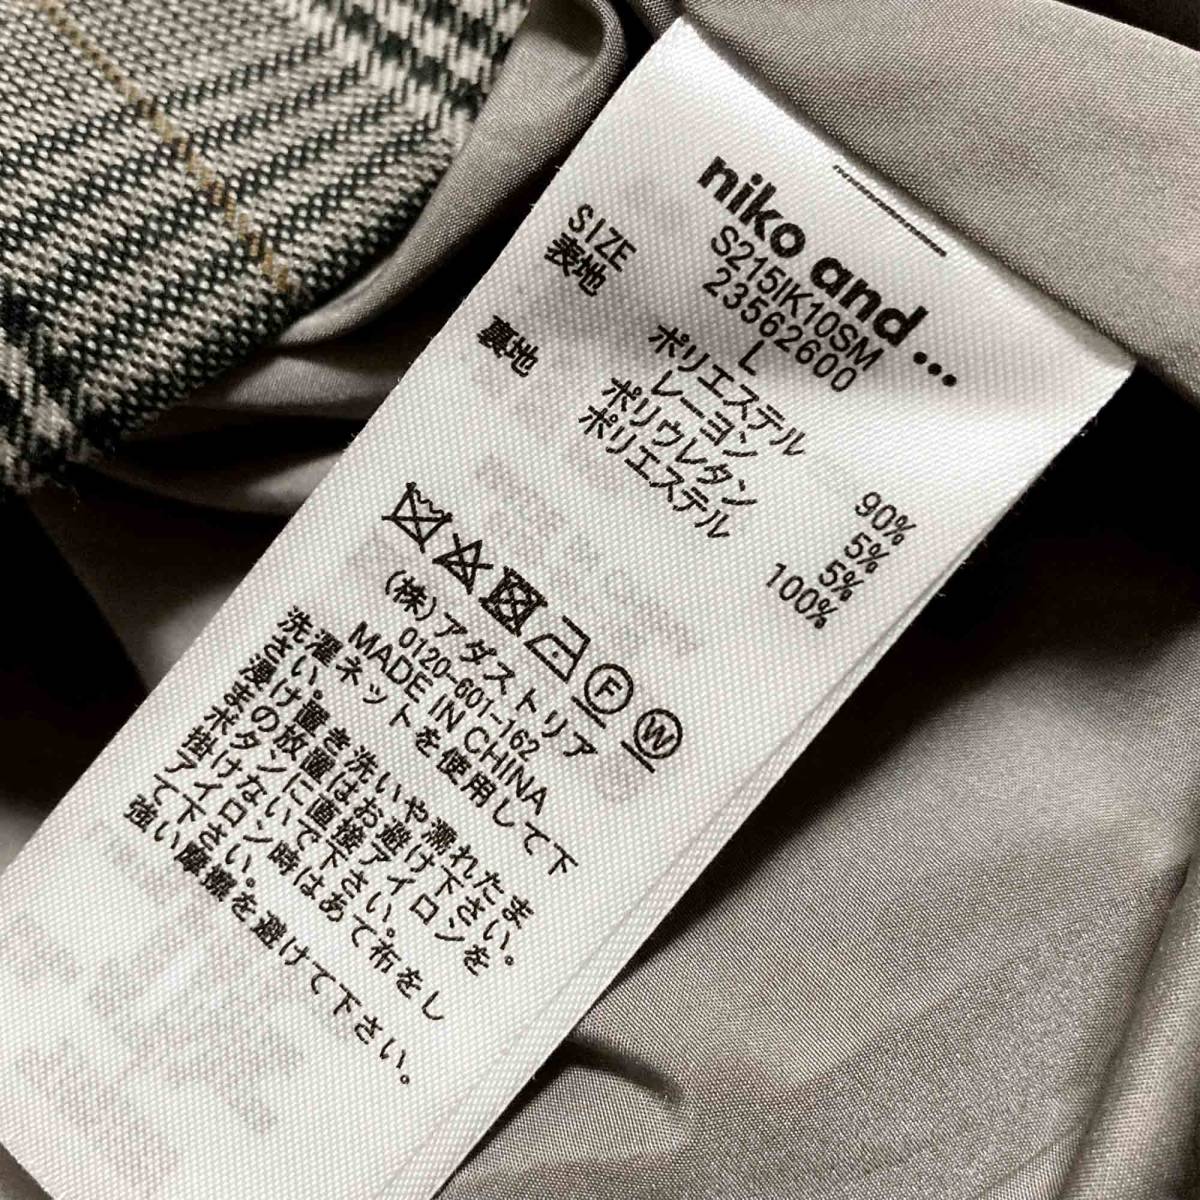 niko and ...
S215IK10SM
23562600
SIZE L
表地 ポリエステル 90%
レーヨン 5%
ポリウレタン 5%
裏地 ポリエステル 100%
F W
(株)アダストリア
0120-601-162
MADE IN CHINA
洗濯ネットを使用して下
さい。
浸け置き洗いや濡れたま
まの放置はお避け下さい。
ボタンに直接アイロンを
掛けないで下さい。
アイロン時はあて布をし
て下さい。
強い摩擦を避けて下さい。